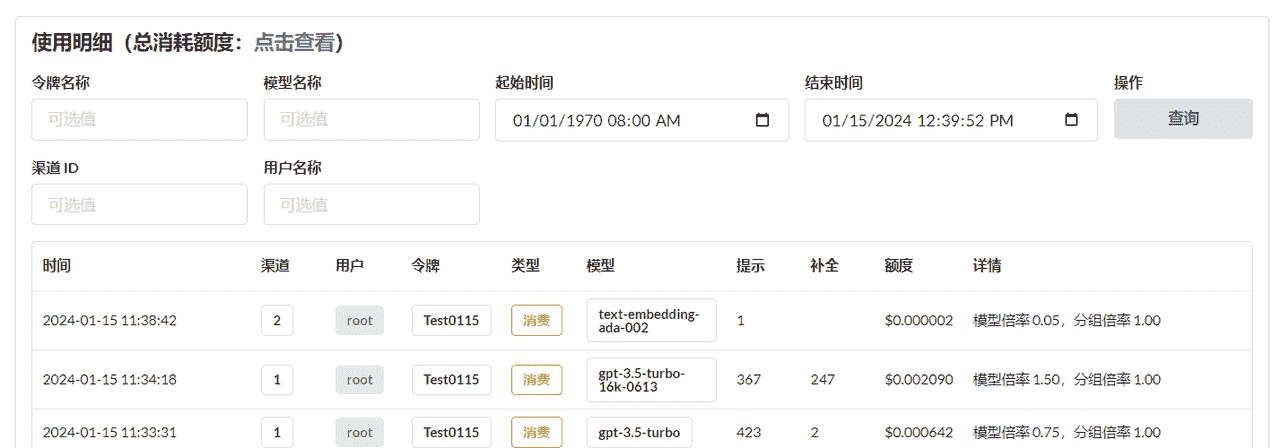 使用明细（总消耗额度：点击查看）
令牌名称 模型名称 起始时间 结束时间 操作
可选值 可选值 01/01/1970 08:00 AM 01/15/2024 12:39:52 PM 查询
渠道 ID 用户名称
可选值 可选值
时间 渠道 用户 令牌 类型 模型 提示 补全 额度 详情
2024-01-15 11:38:42 2 root Test0115 消费 text-embedding-ada-002 1 $0.000002 模型倍率 0.05，分组倍率 1.00
2024-01-15 11:34:18 1 root Test0115 消费 gpt-3.5-turbo-16k-0613 367 247 $0.002090 模型倍率 1.50，分组倍率 1.00
2024-01-15 11:33:31 1 root Test0115 消费 gpt-3.5-turbo 423 2 $0.000642 模型倍率 0.75，分组倍率 1.00